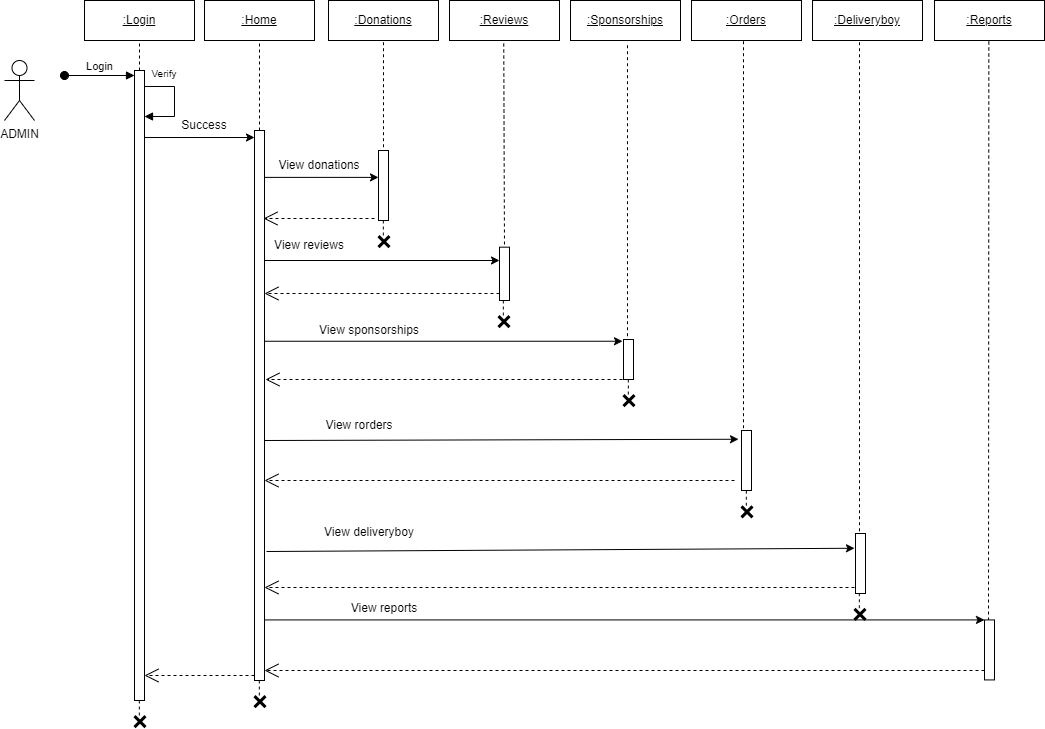 :Login
:Home
:Donations
:Reviews
:Sponsorships
:Orders
:Deliveryboy
:Reports
Login
Verify
ADMIN
Success
View donations
View reviews
View sponsorships
View rorders
View deliveryboy
View reports